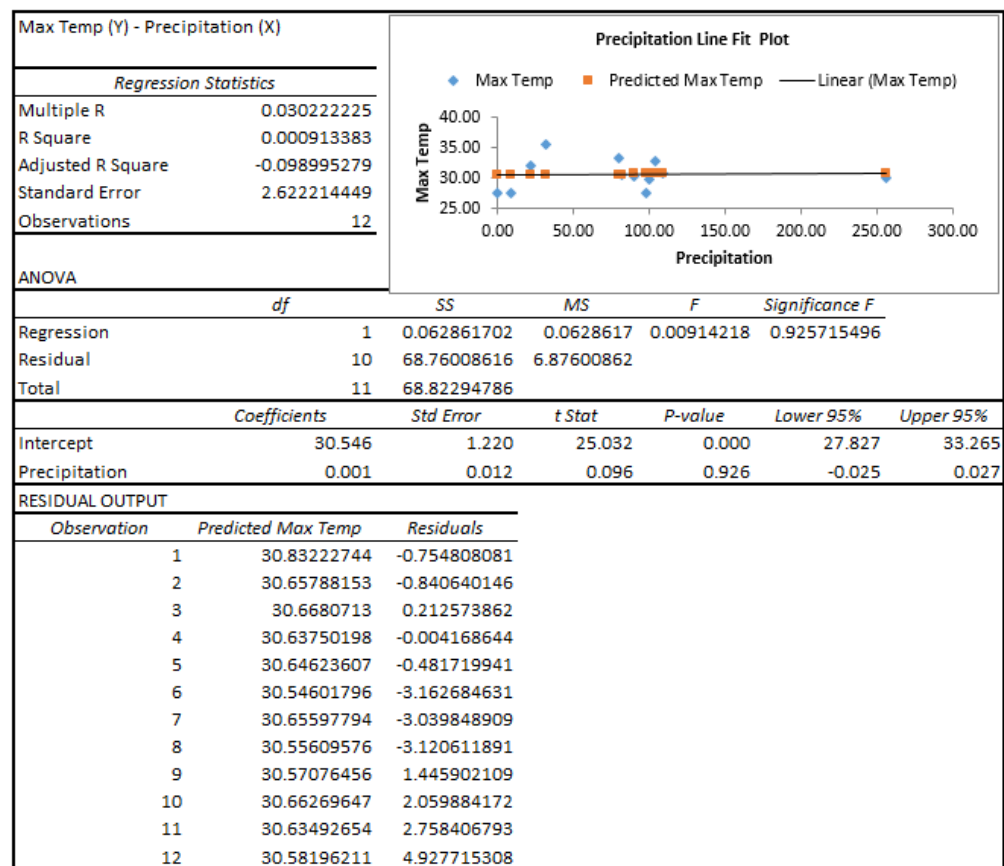 Max Temp (Y) - Precipitation (X)
Regression Statistics
Multiple R 0.030222225
R Square 0.000913383
Adjusted R Square -0.098995279
Standard Error 2.622214449
Observations 12
Precipitation Line Fit Plot
Max Temp Predicted Max Temp Linear (Max Temp)
Max Temp
40.00
35.00
30.00
25.00
0.00 50.00 100.00 150.00 200.00 250.00 300.00
Precipitation
ANOVA
df SS MS F Significance F
Regression 1 0.062861702 0.0628617 0.00914218 0.925715496
Residual 10 68.76008616 6.87600862
Total 11 68.82294786
Coefficients Std Error t Stat P-value Lower 95% Upper 95%
Intercept 30.546 1.220 25.032 0.000 27.827 33.265
Precipitation 0.001 0.012 0.096 0.926 -0.025 0.027
RESIDUAL OUTPUT
Observation Predicted Max Temp Residuals
1 30.83222744 -0.754808081
2 30.65788153 -0.840640146
3 30.6680713 0.212573862
4 30.63750198 -0.004168644
5 30.64623607 -0.481719941
6 30.54601796 -3.162684631
7 30.65597794 -3.039848909
8 30.55609576 -3.120611891
9 30.57076456 1.445902109
10 30.66269647 2.059884172
11 30.63492654 2.758406793
12 30.58196211 4.927715308